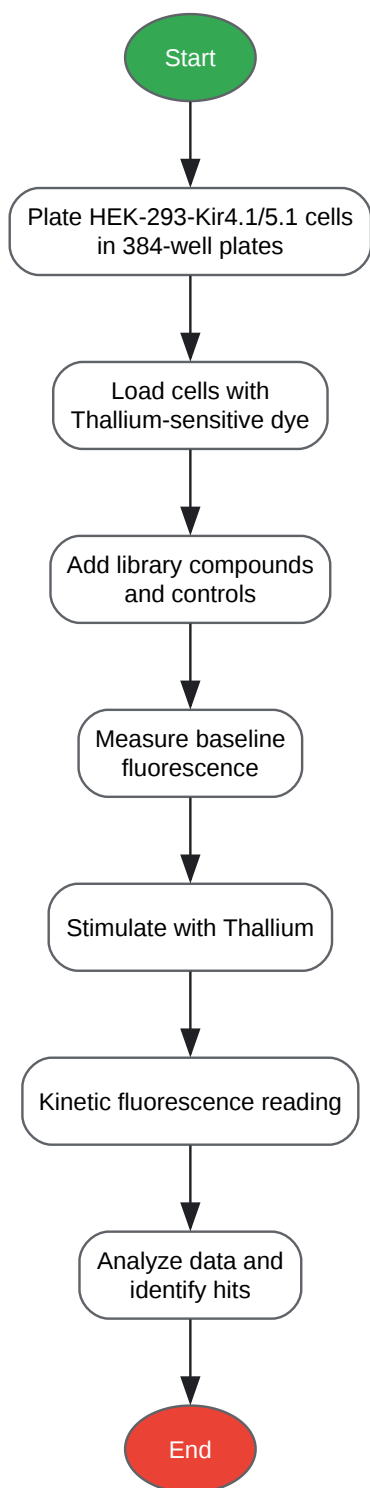 Start
Plate HEK-293-Kir4.1/5.1 cells
in 384-well plates
Load cells with
Thallium-sensitive dye
Add library compounds
and controls
Measure baseline
fluorescence
Stimulate with Thallium
Kinetic fluorescence reading
Analyze data and
identify hits
End